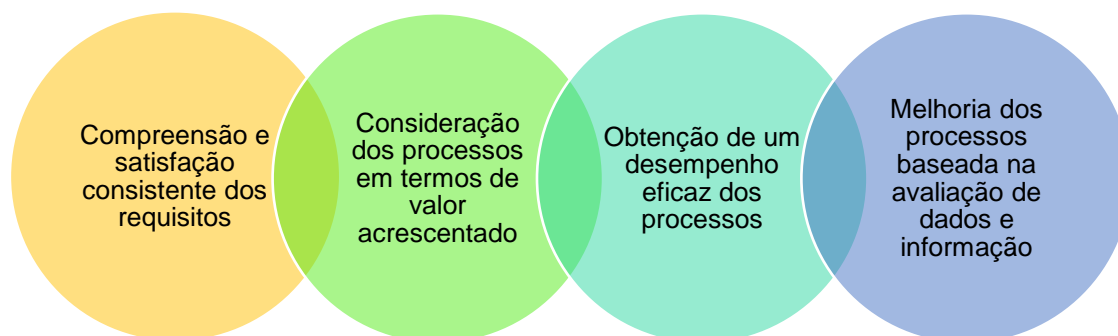 Compreensão e
satisfação
consistente dos
requisitos
Consideração
dos processos
em termos de
valor
acrescentado
Obtenção de um
desempenho
eficaz dos
processos
Melhoria dos
processos
baseada na
avaliação de
dados e
informação